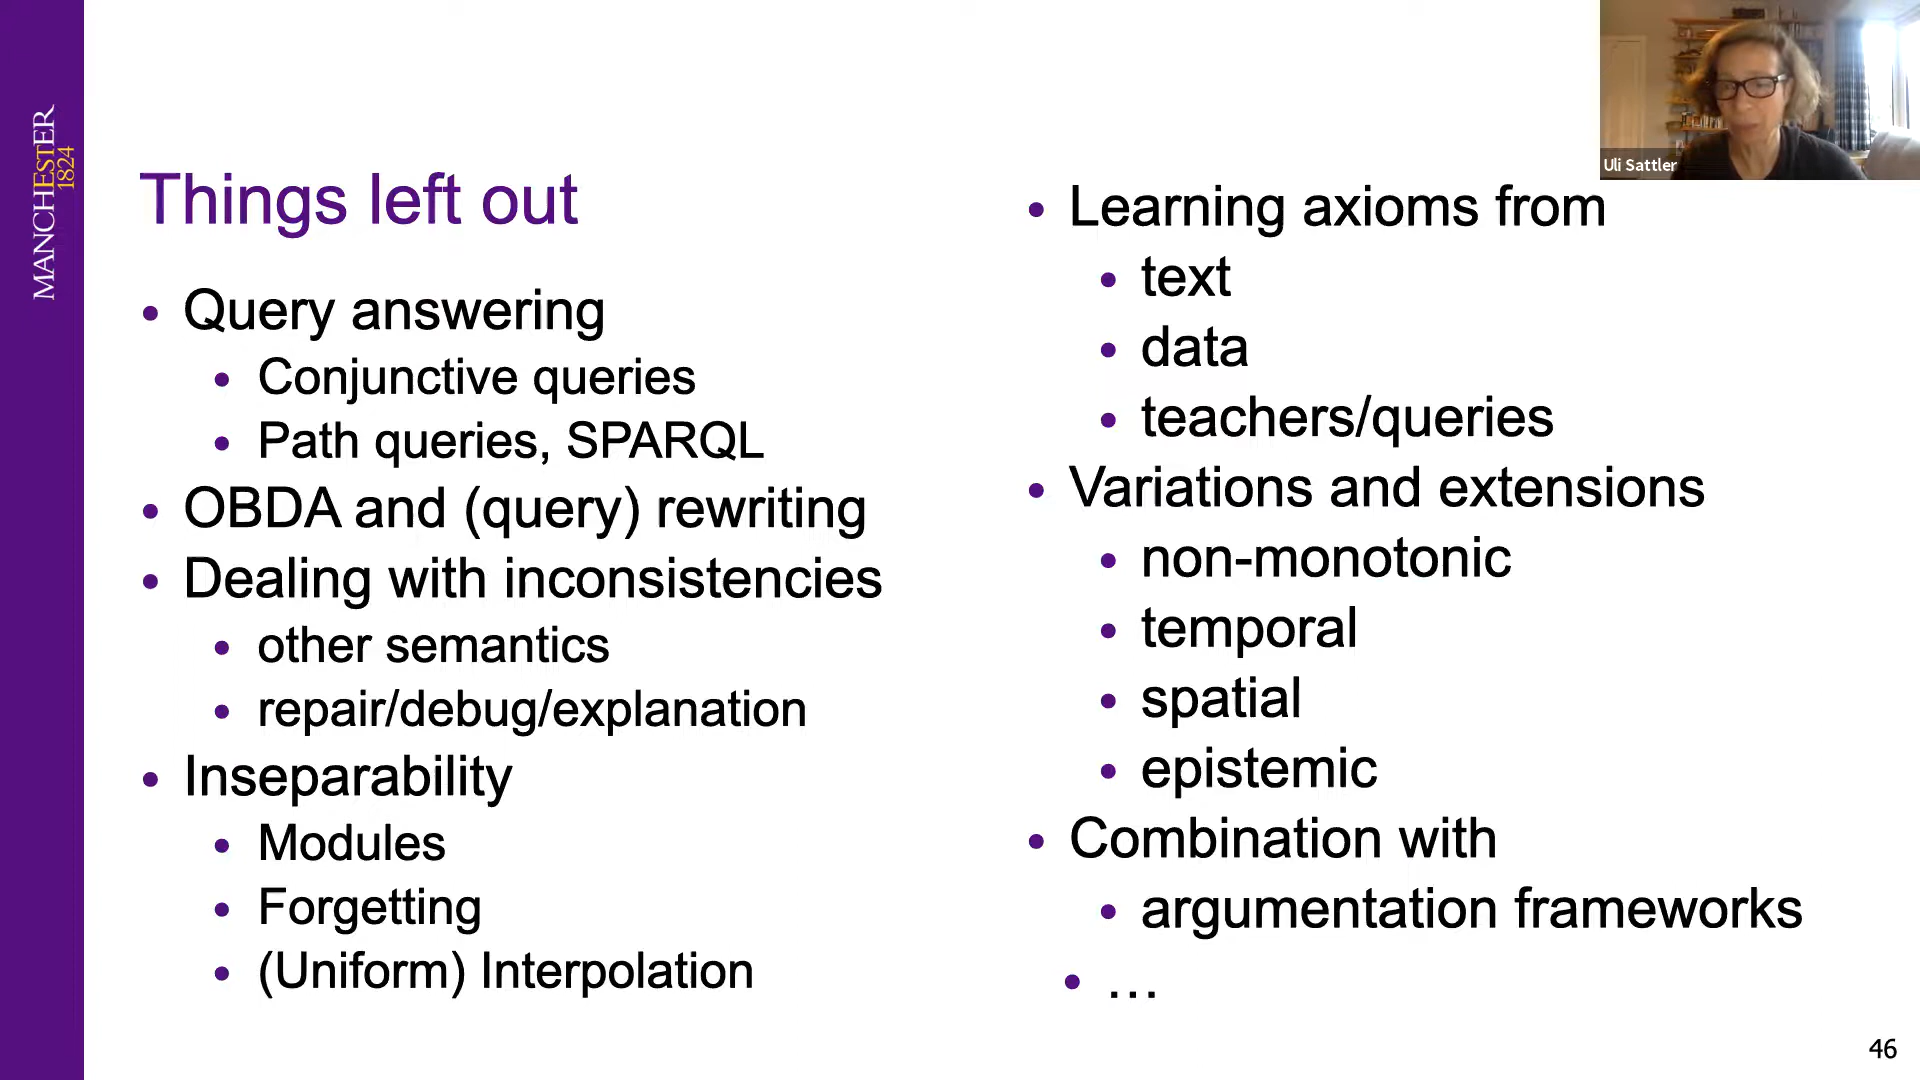 MANCHESTER
1824
Things left out
• Query answering
• Conjunctive queries
• Path queries, SPARQL
• OBDA and (query) rewriting
• Dealing with inconsistencies
• other semantics
• repair/debug/explanation
• Inseparability
• Modules
• Forgetting
• (Uniform) Interpolation
• Learning axioms from
• text
• data
• teachers/queries
• Variations and extensions
• non-monotonic
• temporal
• spatial
• epistemic
• Combination with
• argumentation frameworks
• …
Uli Sattler
46